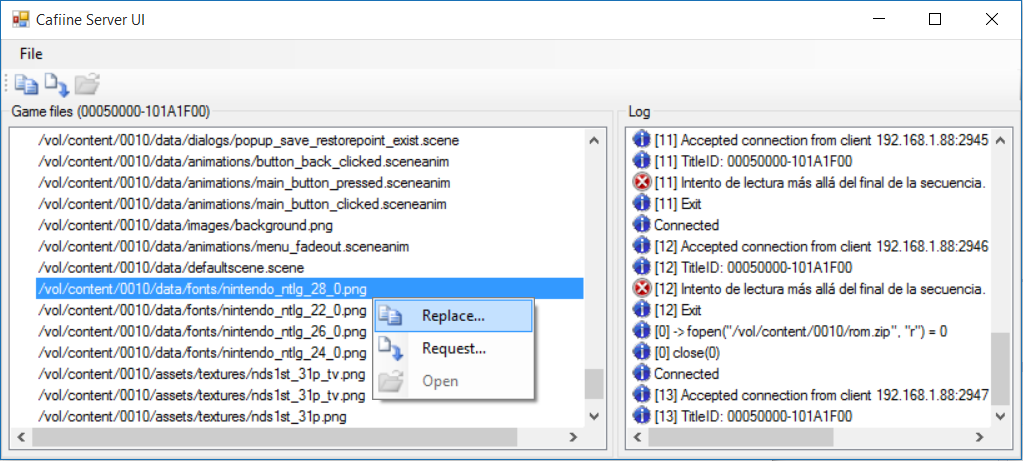 Cafiine Server UI
File
Game files (00050000-101A1F00)
/vol/content/0010/data/dialogs/popup_save_restorepoint_exist.scene
/vol/content/0010/data/animations/button_back_clicked.sceneanim
/vol/content/0010/data/animations/main_button_pressed.sceneanim
/vol/content/0010/data/animations/main_button_clicked.sceneanim
/vol/content/0010/data/images/background.png
/vol/content/0010/data/animations/menu_fadeout.sceneanim
/vol/content/0010/data/defaultscene.scene
/vol/content/0010/data/fonts/nintendo_ntlg_28_0.png
/vol/content/0010/data/fonts/nintendo_ntlg_22_0.png
/vol/content/0010/data/fonts/nintendo_ntlg_26_0.png
/vol/content/0010/data/fonts/nintendo_ntlg_24_0.png
/vol/content/0010/assets/textures/nds1st_31p_tv.png
/vol/content/0010/assets/textures/nds1st_31p_tv.png
/vol/content/0010/assets/textures/nds1st_31p.png
Replace...
Request...
Open
Log
[11] Accepted connection from client 192.168.1.88:2945
[11] TitleID: 00050000-101A1F00
[11] Intento de lectura más allá del final de la secuencia.
[11] Exit
Connected
[12] Accepted connection from client 192.168.1.88:2946
[12] TitleID: 00050000-101A1F00
[12] Intento de lectura más allá del final de la secuencia.
[12] Exit
[0] -> fopen("/vol/content/0010/rom.zip", "r") = 0
[0] close(0)
Connected
[13] Accepted connection from client 192.168.1.88:2947
[13] TitleID: 00050000-101A1F00